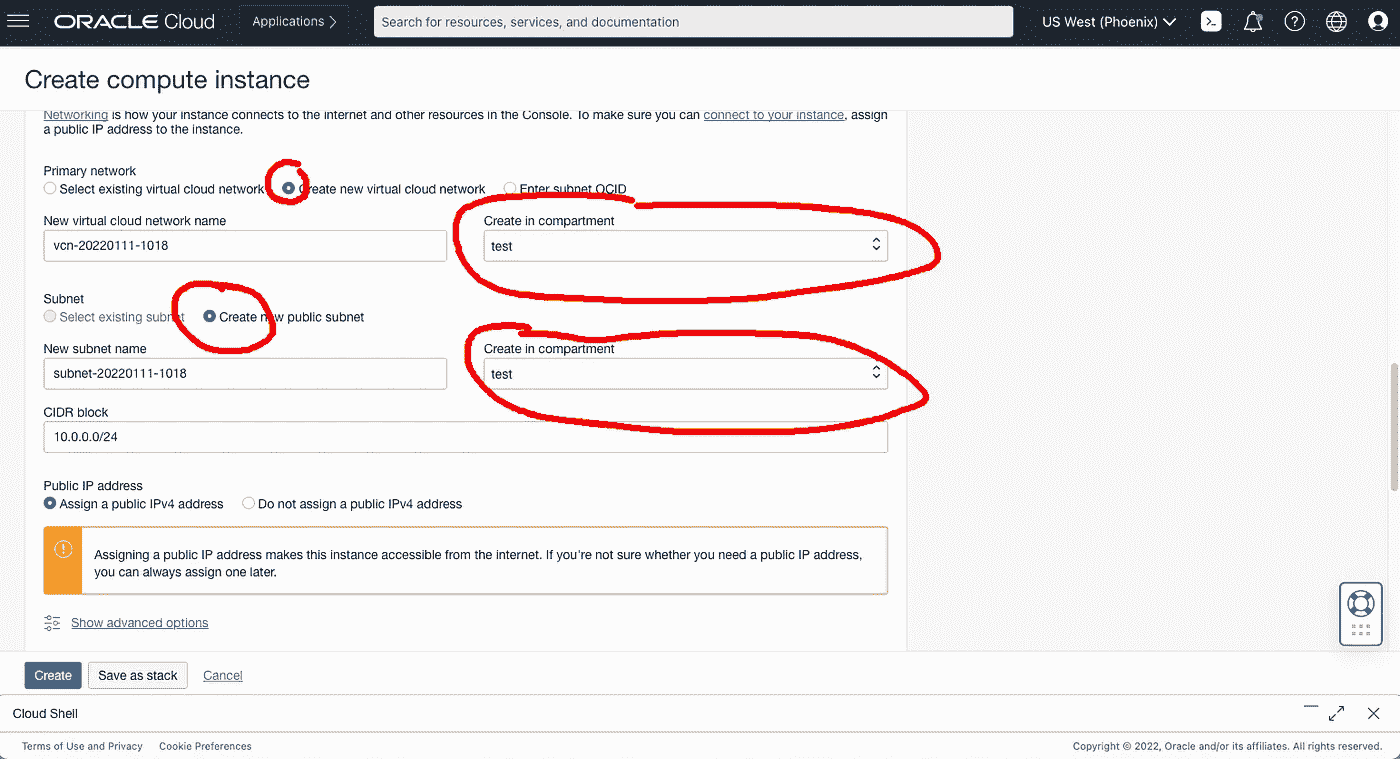 ORACLE Cloud Applications Search for resources, services, and documentation US West (Phoenix)
Create compute instance
Networking is how your instance connects to the internet and other resources in the Console. To make sure you can connect to your instance, assign
a public IP address to the instance.
Primary network
Select existing virtual cloud network Create new virtual cloud network Enter subnet OCID
New virtual cloud network name Create in compartment
vcn-20220111-1018 test
Subnet
Select existing subnet Create new public subnet
New subnet name Create in compartment
subnet-20220111-1018 test
CIDR block
10.0.0.0/24
Public IP address
Assign a public IPv4 address Do not assign a public IPv4 address
Assigning a public IP address makes this instance accessible from the internet. If you're not sure whether you need a public IP address,
you can always assign one later.
Show advanced options
Create Save as stack Cancel
Cloud Shell
Terms of Use and Privacy Cookie Preferences Copyright © 2022, Oracle and/or its affiliates. All rights reserved.